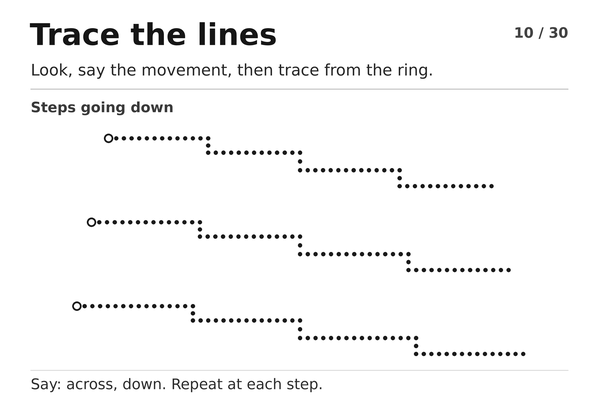 Trace the lines
10 / 30
Look, say the movement, then trace from the ring.
Steps going down
Say: across, down. Repeat at each step.